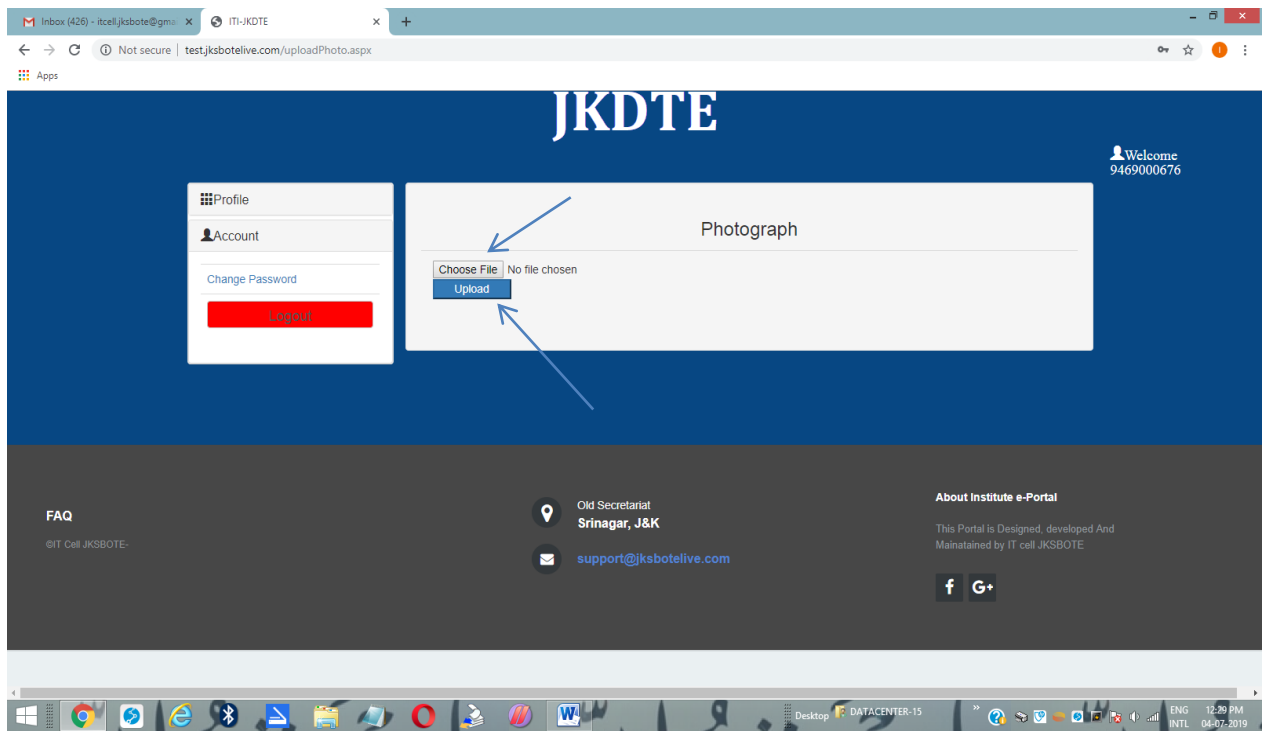 Inbox (426) - itcell.jksbote@gma
ITI-JKDTE
Not secure | test.jksbotelive.com/uploadPhoto.aspx
Apps
JKDTE
Welcome
9469000676
Profile
Account
Change Password
Logout
Photograph
Choose File No file chosen
Upload
FAQ
©IT Cell JKSBOTE-
Old Secretariat
Srinagar, J&K
support@jksbotelive.com
About Institute e-Portal
This Portal is Designed, developed And
Mainatained by IT cell JKSBOTE
f G+
Desktop DATACENTER-15
ENG 12:29 PM
INTL 04-07-2019